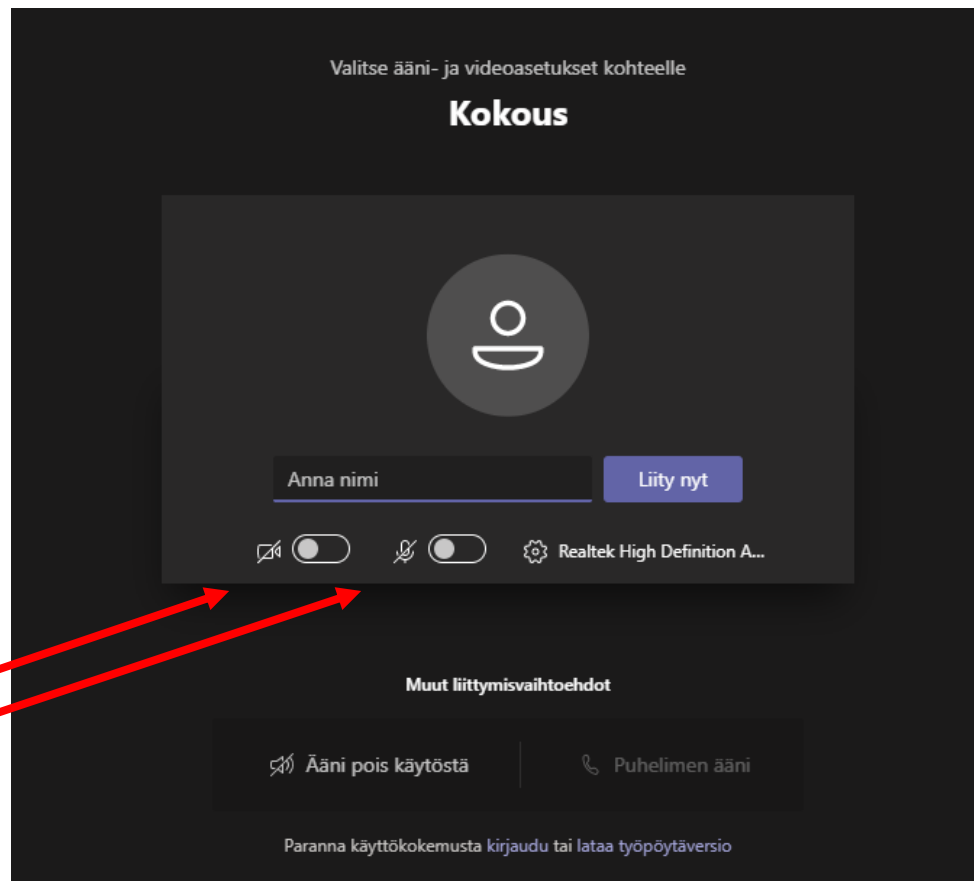 Valitse ääni- ja videoasetukset kohteelle
Kokous
Anna nimi
Liity nyt
Realtek High Definition A...
Muut liittymisvaihtoehdot
Ääni pois käytöstä
Puhelimen ääni
Paranna käyttökokemusta kirjaudu tai lataa työpöytäversio